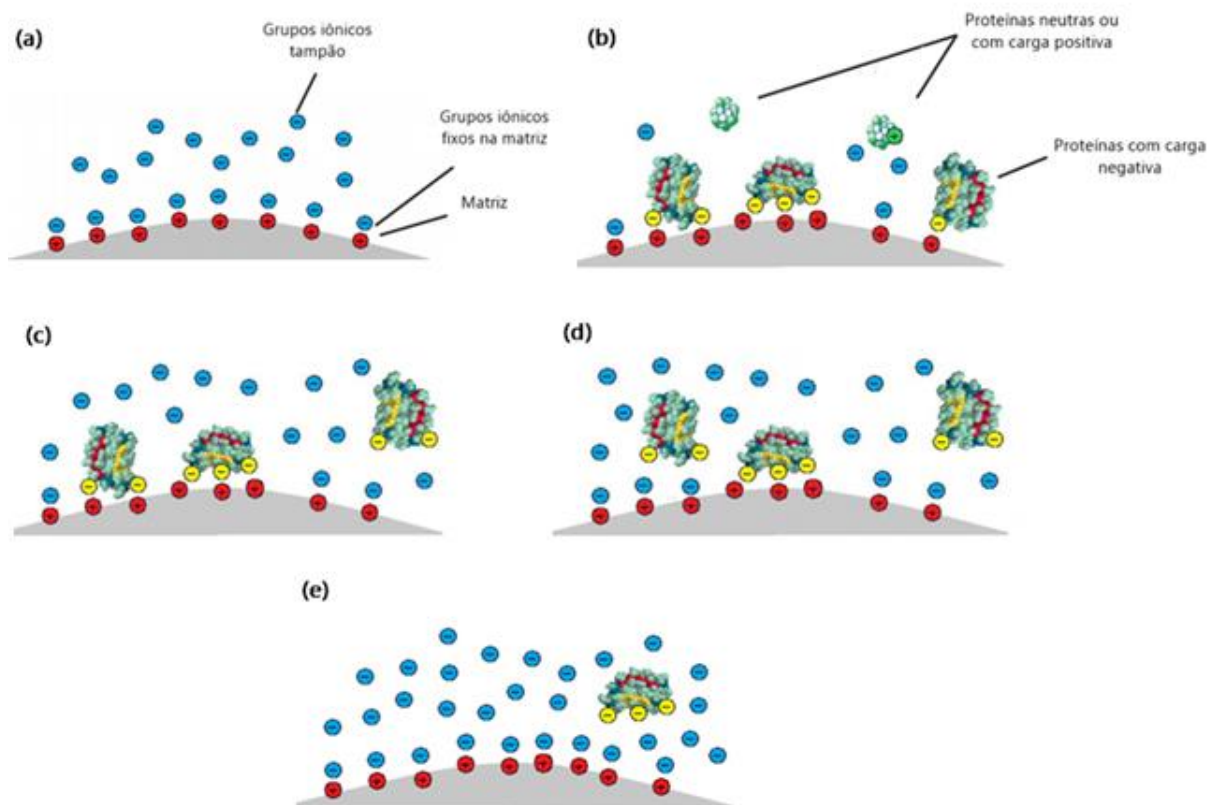 (a)
Grupos iônicos
tampão
Grupos iônicos
fixos na matriz
Matriz
(b)
Proteínas neutras ou
com carga positiva
Proteínas com carga
negativa
(c)
(d)
(e)